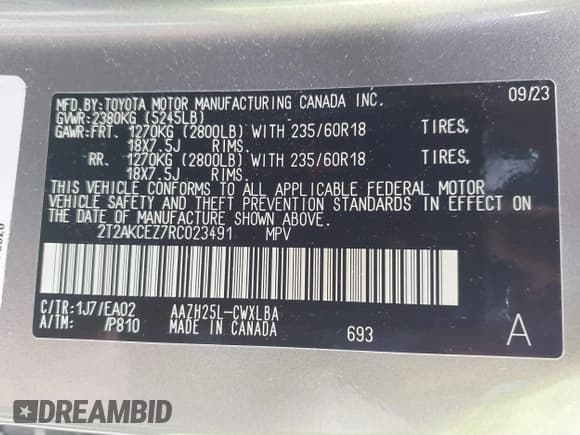 MFD.BY:TOYOTA MOTOR MANUFACTURING CANADA INC. 09/23
GVWR:2380KG (5245LB)
GAWR:FRT. 1270KG (2800LB) WITH 235/60R18 TIRES,
18X7.5J RIMS.
RR. 1270KG (2800LB) WITH 235/60R18 TIRES,
18X7.5J RIMS.
THIS VEHICLE CONFORMS TO ALL APPLICABLE FEDERAL MOTOR
VEHICLE SAFETY AND THEFT PREVENTION STANDARDS IN EFFECT ON
THE DATE OF MANUFACTURE SHOWN ABOVE.
2T2AKCEZ7RC023491 MPV
C/TR:1J7/EA02 AAZH25L-CWXLBA
A/TM: /P810 MADE IN CANADA 693 A
DREAMBID